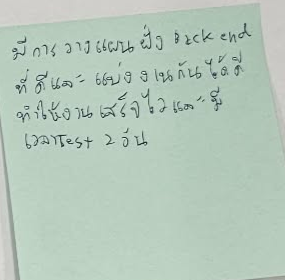 มีการวางแผนฝั่ง Back end
ที่ดีและ แบ่งงานกันได้ดี
ทำให้งานเสร็จไวและมี
เวลาTest 2 วัน